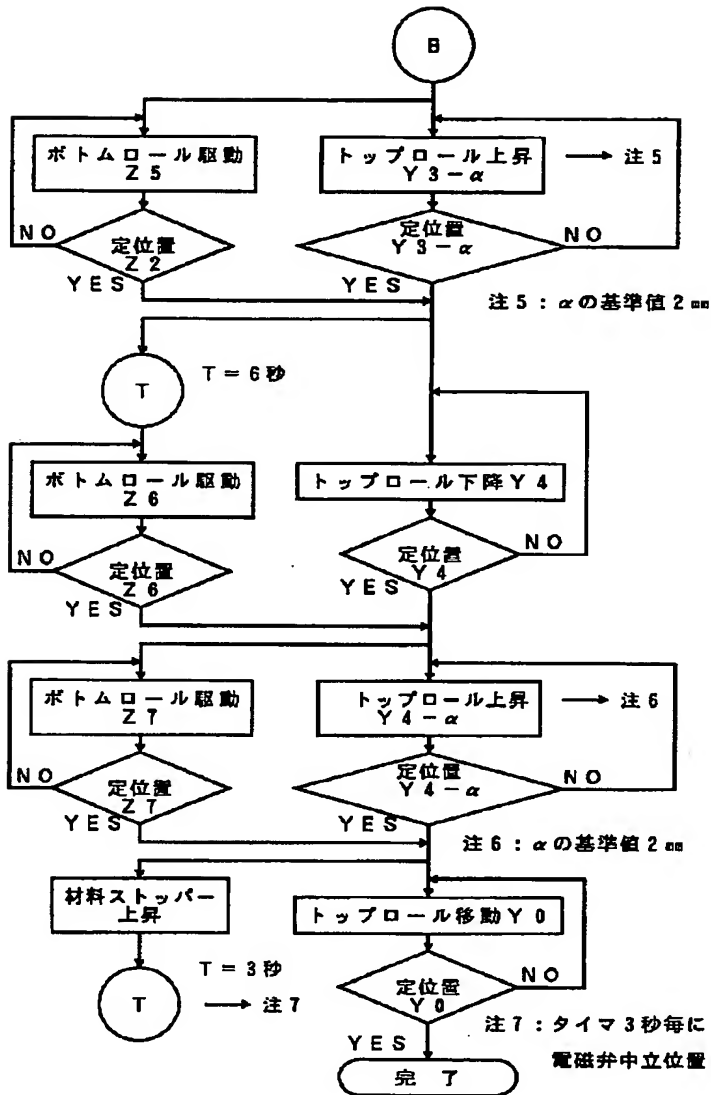 B
ボトムロール駆動
Z5
トップロール上昇
Y3-α
→ 注5
NO
定位置
Z2
YES
定位置
Y3-α
NO
YES
注5:αの基準値2mm
T
T=6秒
ボトムロール駆動
Z6
トップロール下降Y4
NO
定位置
Z6
YES
定位置
Y4
NO
YES
ボトムロール駆動
Z7
トップロール上昇
Y4-α
→ 注6
NO
定位置
Z7
YES
定位置
Y4-α
NO
YES
注6:αの基準値2mm
材料ストッパー
上昇
トップロール移動Y0
T
T=3秒
→ 注7
定位置
Y0
NO
YES
注7:タイマ3秒毎に
電磁弁中立位置
完了